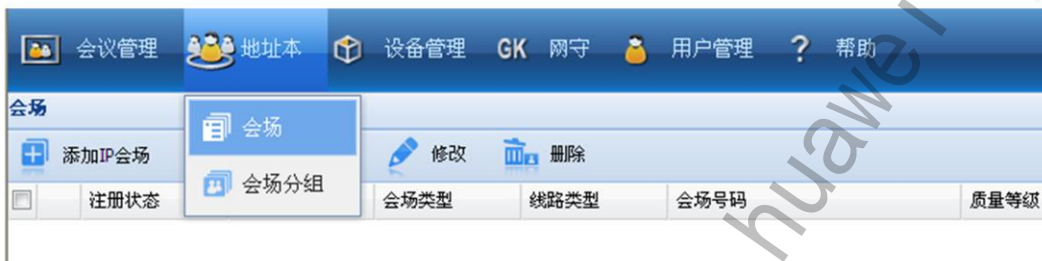 会议管理 地址本 设备管理 GK 网守 用户管理 ? 帮助
会场
会场
添加IP会场 修改 删除
会场分组
注册状态 会场类型 线路类型 会场号码 质量等级
huawei